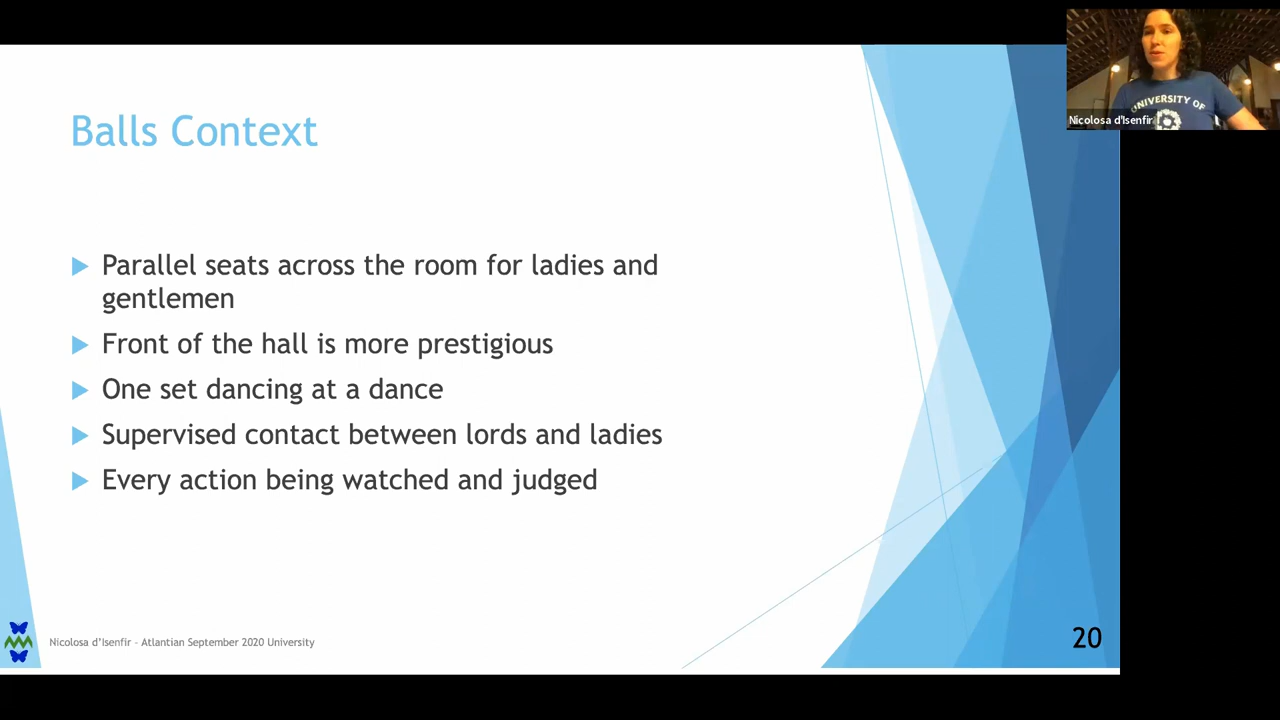 UNIVERSITY OF
Nicolosa d'Isenfir
Balls Context
Parallel seats across the room for ladies and
gentlemen
Front of the hall is more prestigious
One set dancing at a dance
Supervised contact between lords and ladies
Every action being watched and judged
Nicolosa d’Isenfir - Atlantian September 2020 University
20